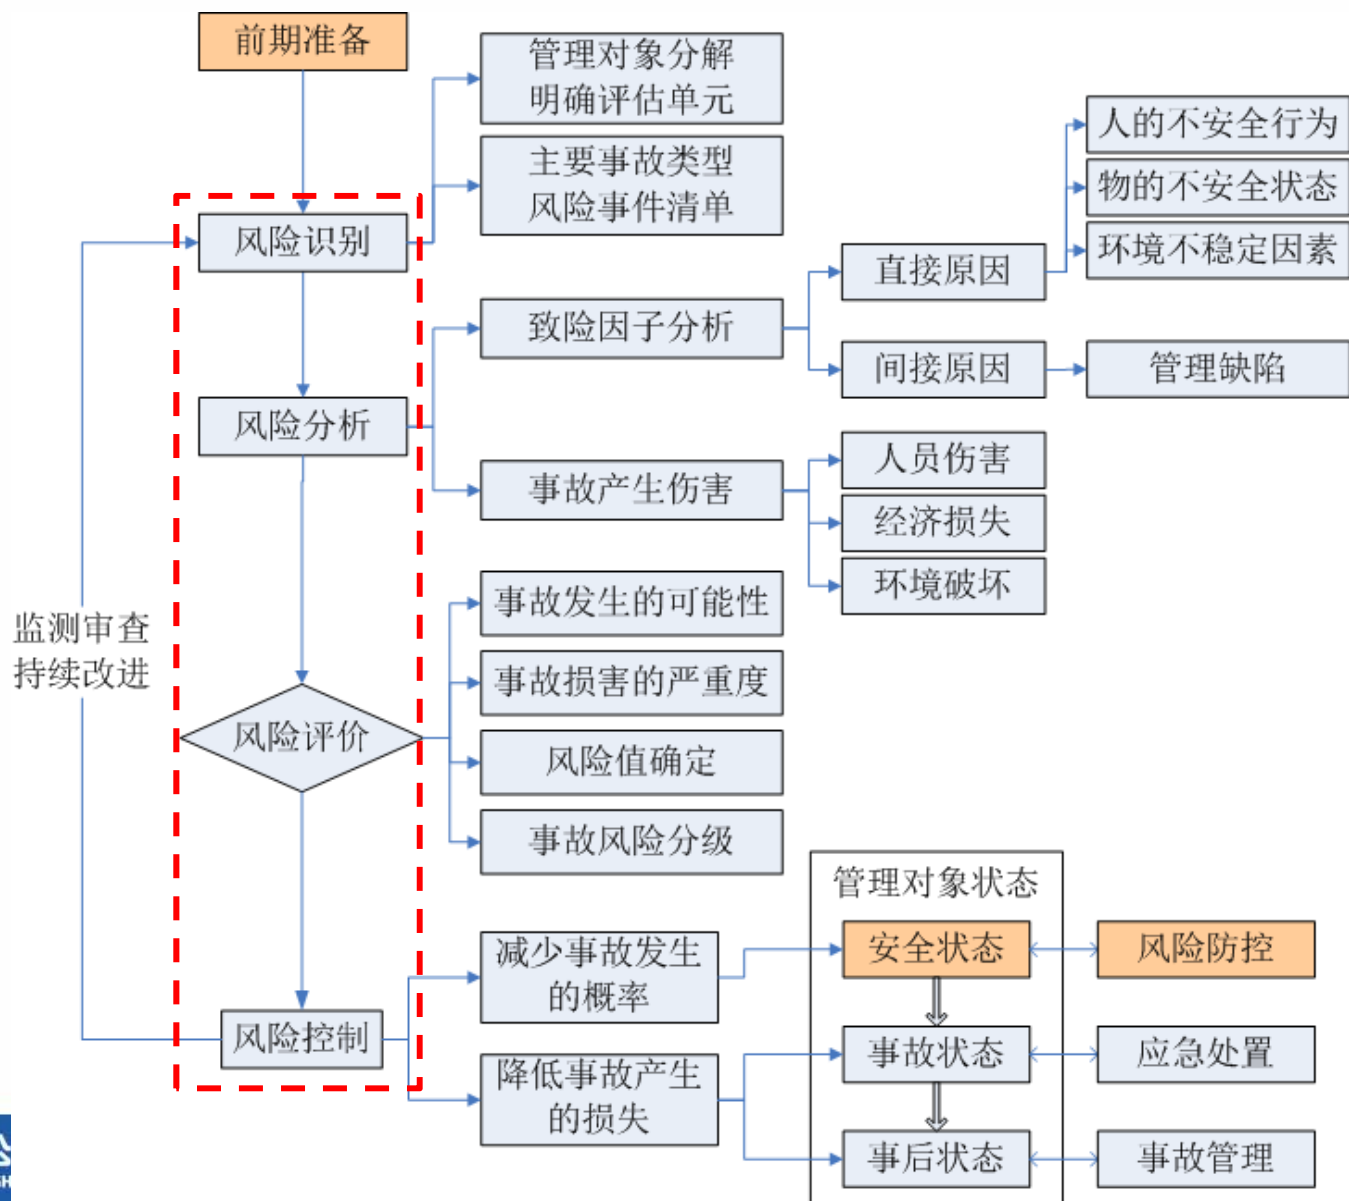 前期准备
管理对象分解
明确评估单元
主要事故类型
风险事件清单
人的不安全行为
物的不安全状态
环境不稳定因素
风险识别
直接原因
致险因子分析
间接原因
管理缺陷
风险分析
人员伤害
事故产生伤害
经济损失
环境破坏
事故发生的可能性
监测审查
持续改进
事故损害的严重度
风险评价
风险值确定
事故风险分级
管理对象状态
减少事故发生
的概率
安全状态
风险防控
风险控制
事故状态
应急处置
降低事故产生
的损失
事后状态
事故管理